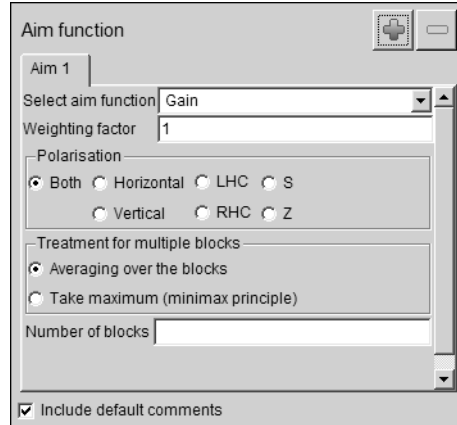 Aim function
Aim 1
Select aim function Gain
Weighting factor 1
Polarisation
Both Horizontal LHC S
Vertical RHC Z
Treatment for multiple blocks
Averaging over the blocks
Take maximum (minimax principle)
Number of blocks
Include default comments